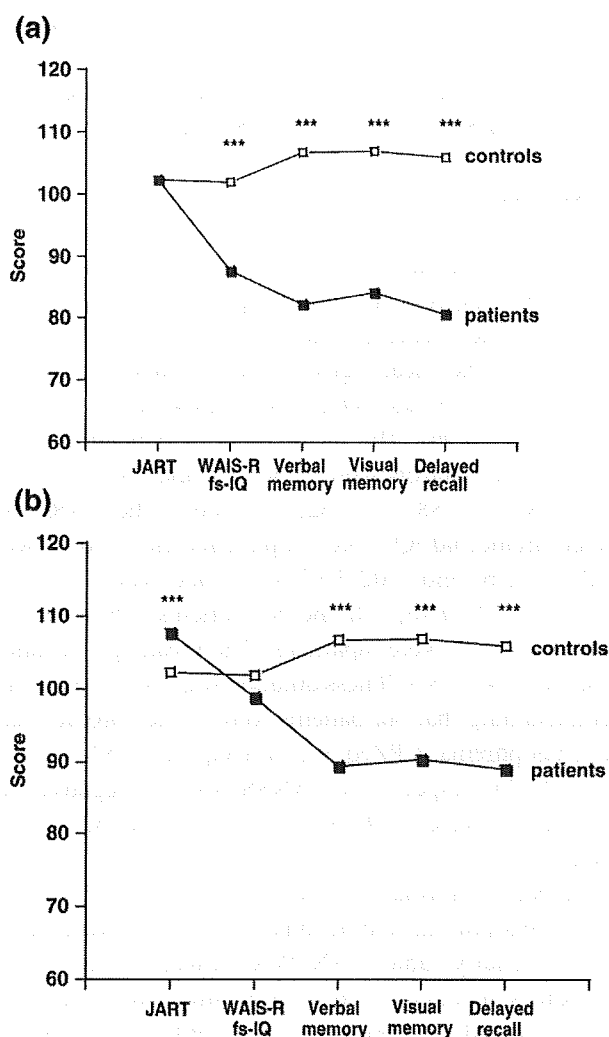 (a)
120
110
100
90
80
70
60
Score
***
***
***
***
controls
patients
JART
WAIS-R
fs-IQ
Verbal
memory
Visual
memory
Delayed
recall
(b)
120
110
100
90
80
70
60
Score
***
***
***
***
controls
patients
JART
WAIS-R
fs-IQ
Verbal
memory
Visual
memory
Delayed
recall